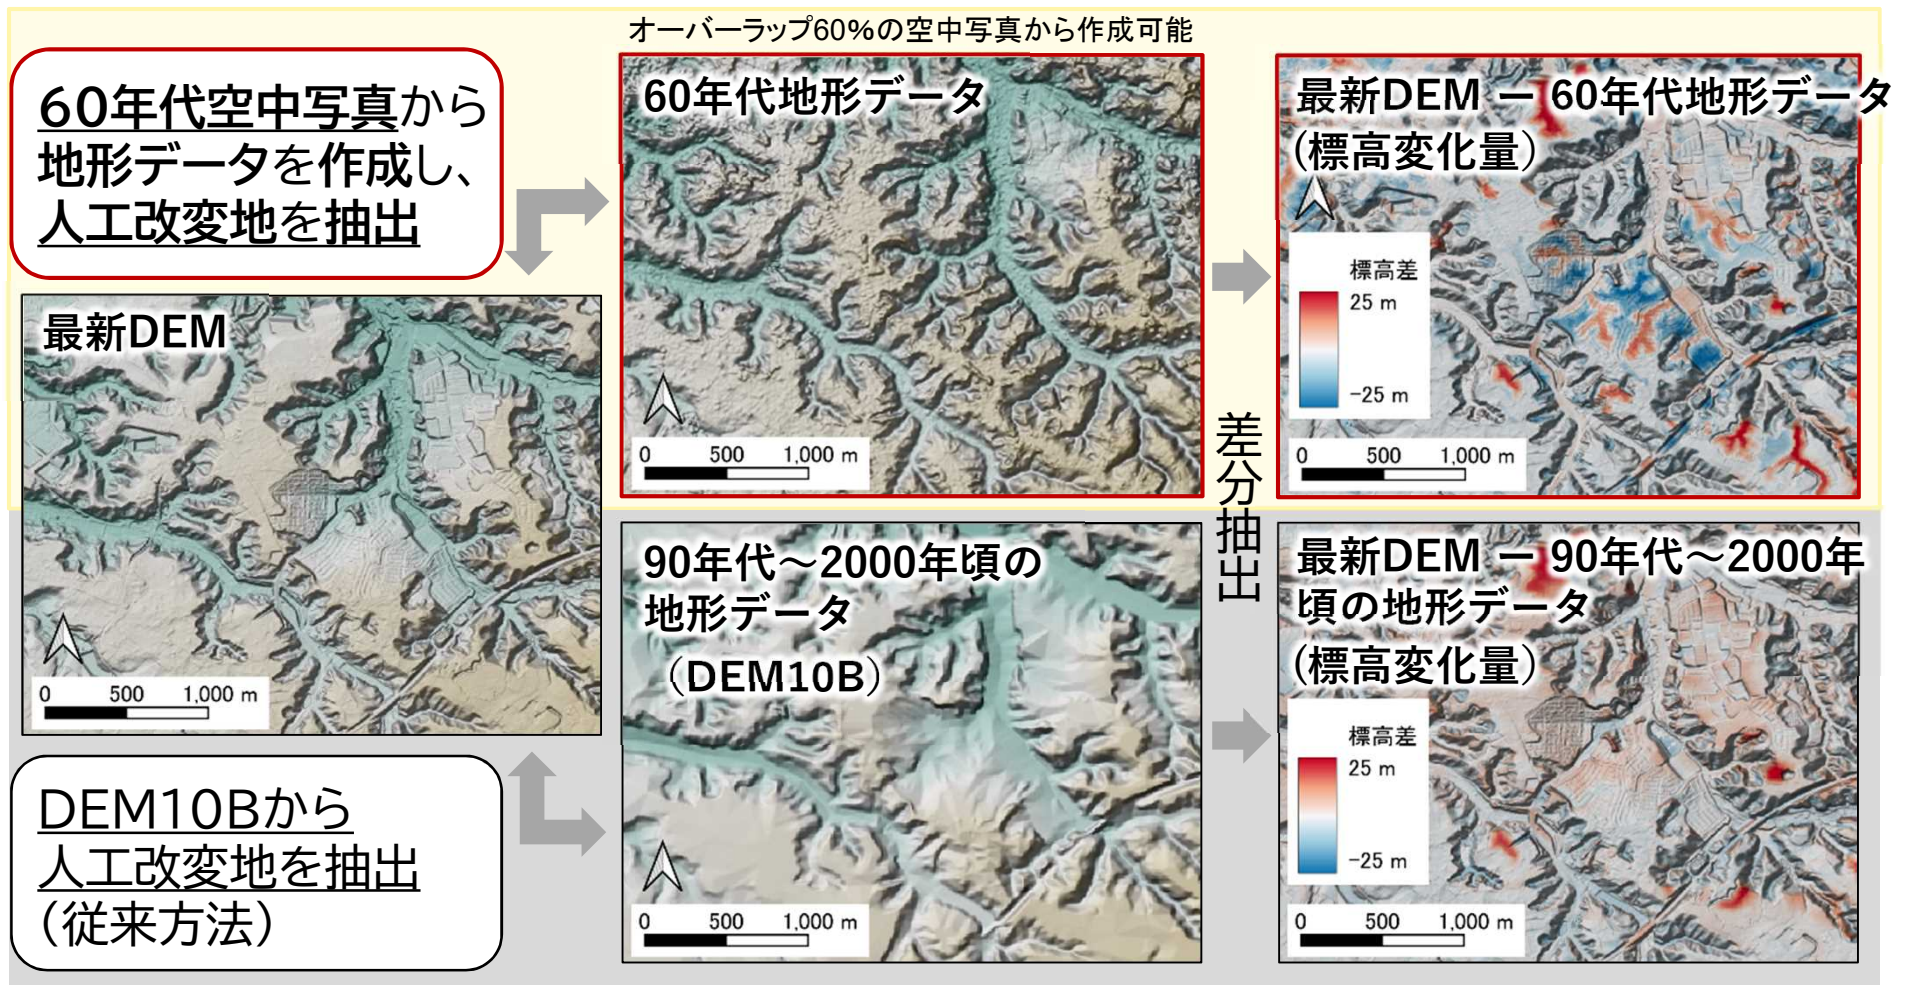 オーバーラップ60%の空中写真から作成可能
60年代空中写真から
地形データを作成し、
人工改変地を抽出
60年代地形データ
0 500 1,000 m
最新DEM ー 60年代地形データ
(標高変化量)
標高差
25 m
-25 m
0 500 1,000 m
最新DEM
0 500 1,000 m
差分抽出
DEM10Bから
人工改変地を抽出
(従来方法)
90年代～2000年頃の
地形データ
（DEM10B）
0 500 1,000 m
最新DEM ー 90年代～2000年
頃の地形データ
(標高変化量)
標高差
25 m
-25 m
0 500 1,000 m